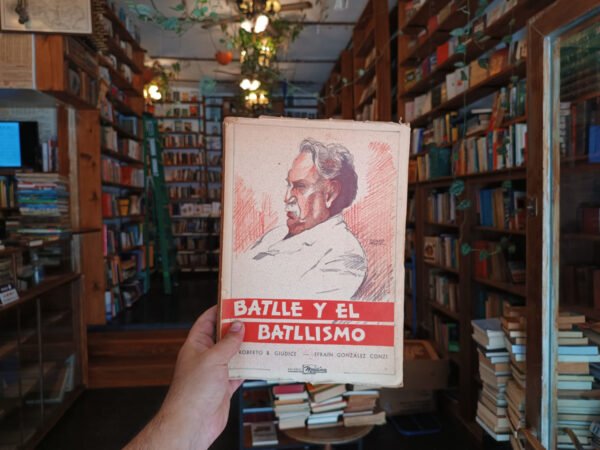 BATLLE Y EL
BATLLISMO
ROBERTO B. GIUDICE — EFRAIN GONZALEZ CONZI